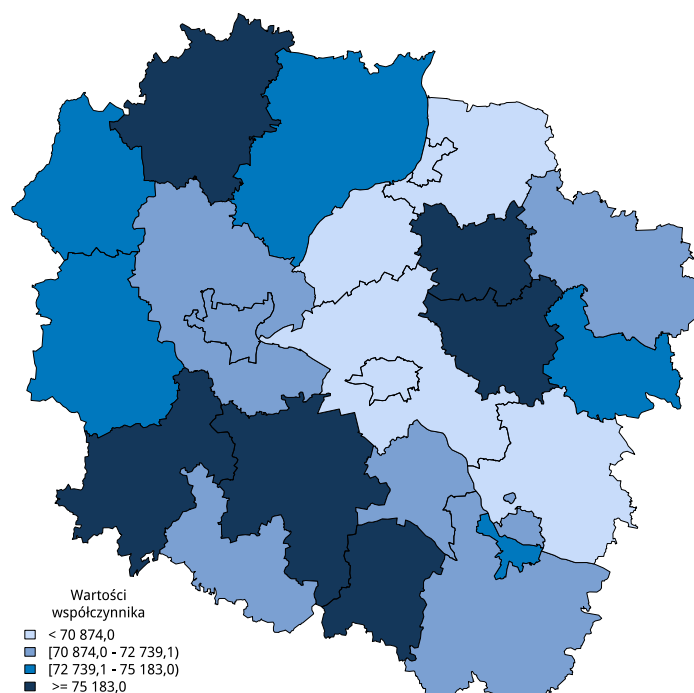 Wartości
współczynnika
< 70 874,0
[70 874,0 - 72 739,1)
[72 739,1 - 75 183,0)
>= 75 183,0